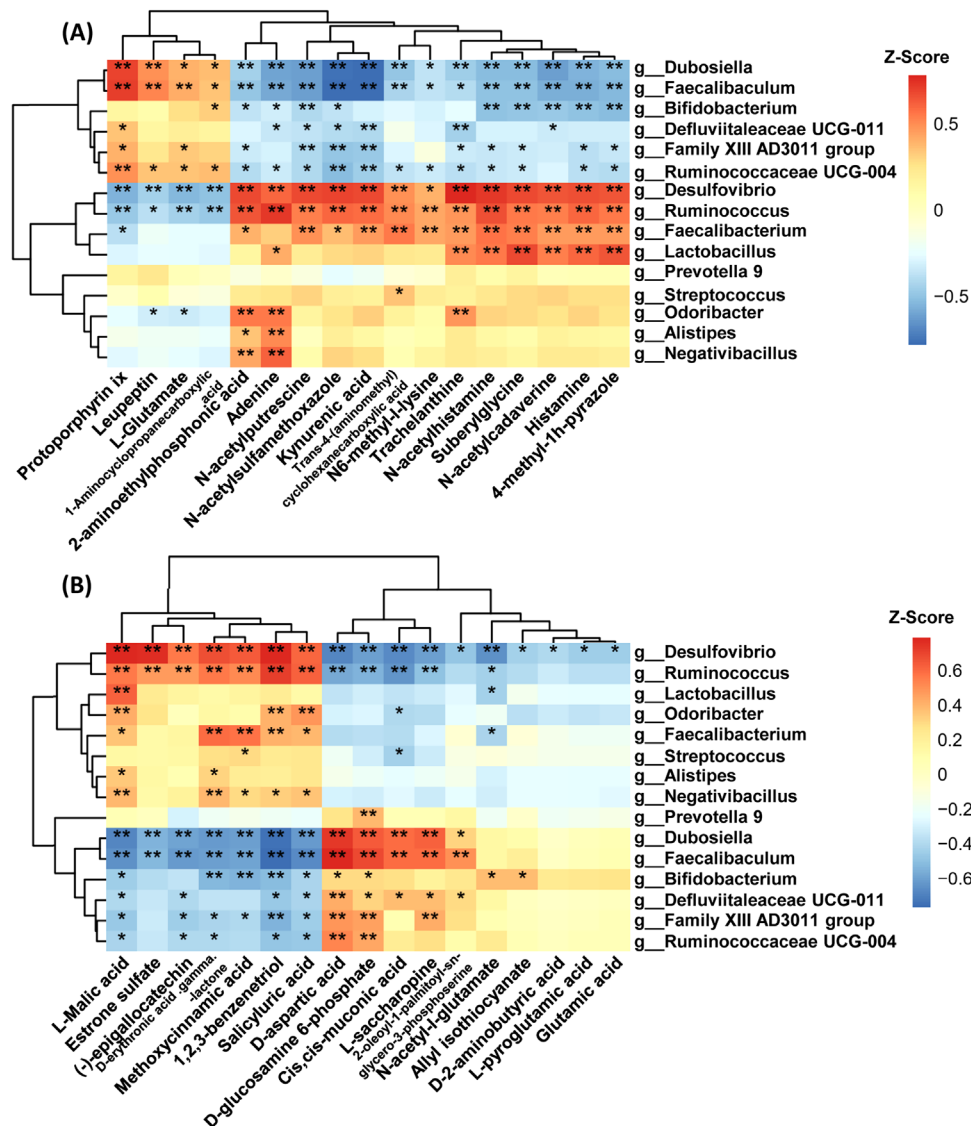 (A)
Z-Score
0.5
0
−0.5
g__Dubosiella
g__Faecalibaculum
g__Bifidobacterium
g__Defluviitaleaceae UCG-011
g__Family XIII AD3011 group
g__Ruminococcaceae UCG-004
g__Desulfovibrio
g__Ruminococcus
g__Faecalibacterium
g__Lactobacillus
g__Prevotella 9
g__Streptococcus
g__Odoribacter
g__Alistipes
g__Negativibacillus
Protoporphyrin ix
Leupeptin
L-Glutamate
1-Aminocyclopropanecarboxylic
acid
2-aminoethylphosphonic acid
Adenine
N-acetylputrescine
N-acetylsulfamethoxazole
Kynurenic acid
Trans-4-(aminomethyl)
cyclohexanecarboxylic acid
N6-methyl-l-lysine
Trachelanthine
N-acetylhistamine
Suberylglycine
N-acetylcadaverine
Histamine
4-methyl-1h-pyrazole
(B)
Z-Score
0.6
0.4
0.2
0
−0.2
−0.4
−0.6
g__Desulfovibrio
g__Ruminococcus
g__Lactobacillus
g__Odoribacter
g__Faecalibacterium
g__Streptococcus
g__Alistipes
g__Negativibacillus
g__Prevotella 9
g__Dubosiella
g__Faecalibaculum
g__Bifidobacterium
g__Defluviitaleaceae UCG-011
g__Family XIII AD3011 group
g__Ruminococcaceae UCG-004
L-Malic acid
Estrone sulfate
(-)-epigallocatechin
D-erythronic acid -gamma.
-lactone
Methoxycinnamic acid
1,2,3-benzenetriol
Salicyluric acid
D-aspartic acid
D-glucosamine 6-phosphate
Cis,cis-muconic acid
L-saccharopine
2-oleoyl-1-palmitoyl-sn-
glycero-3-phosphoserine
N-acetyl-l-glutamate
Allyl isothiocyanate
D-2-aminobutyric acid
L-pyroglutamic acid
Glutamic acid